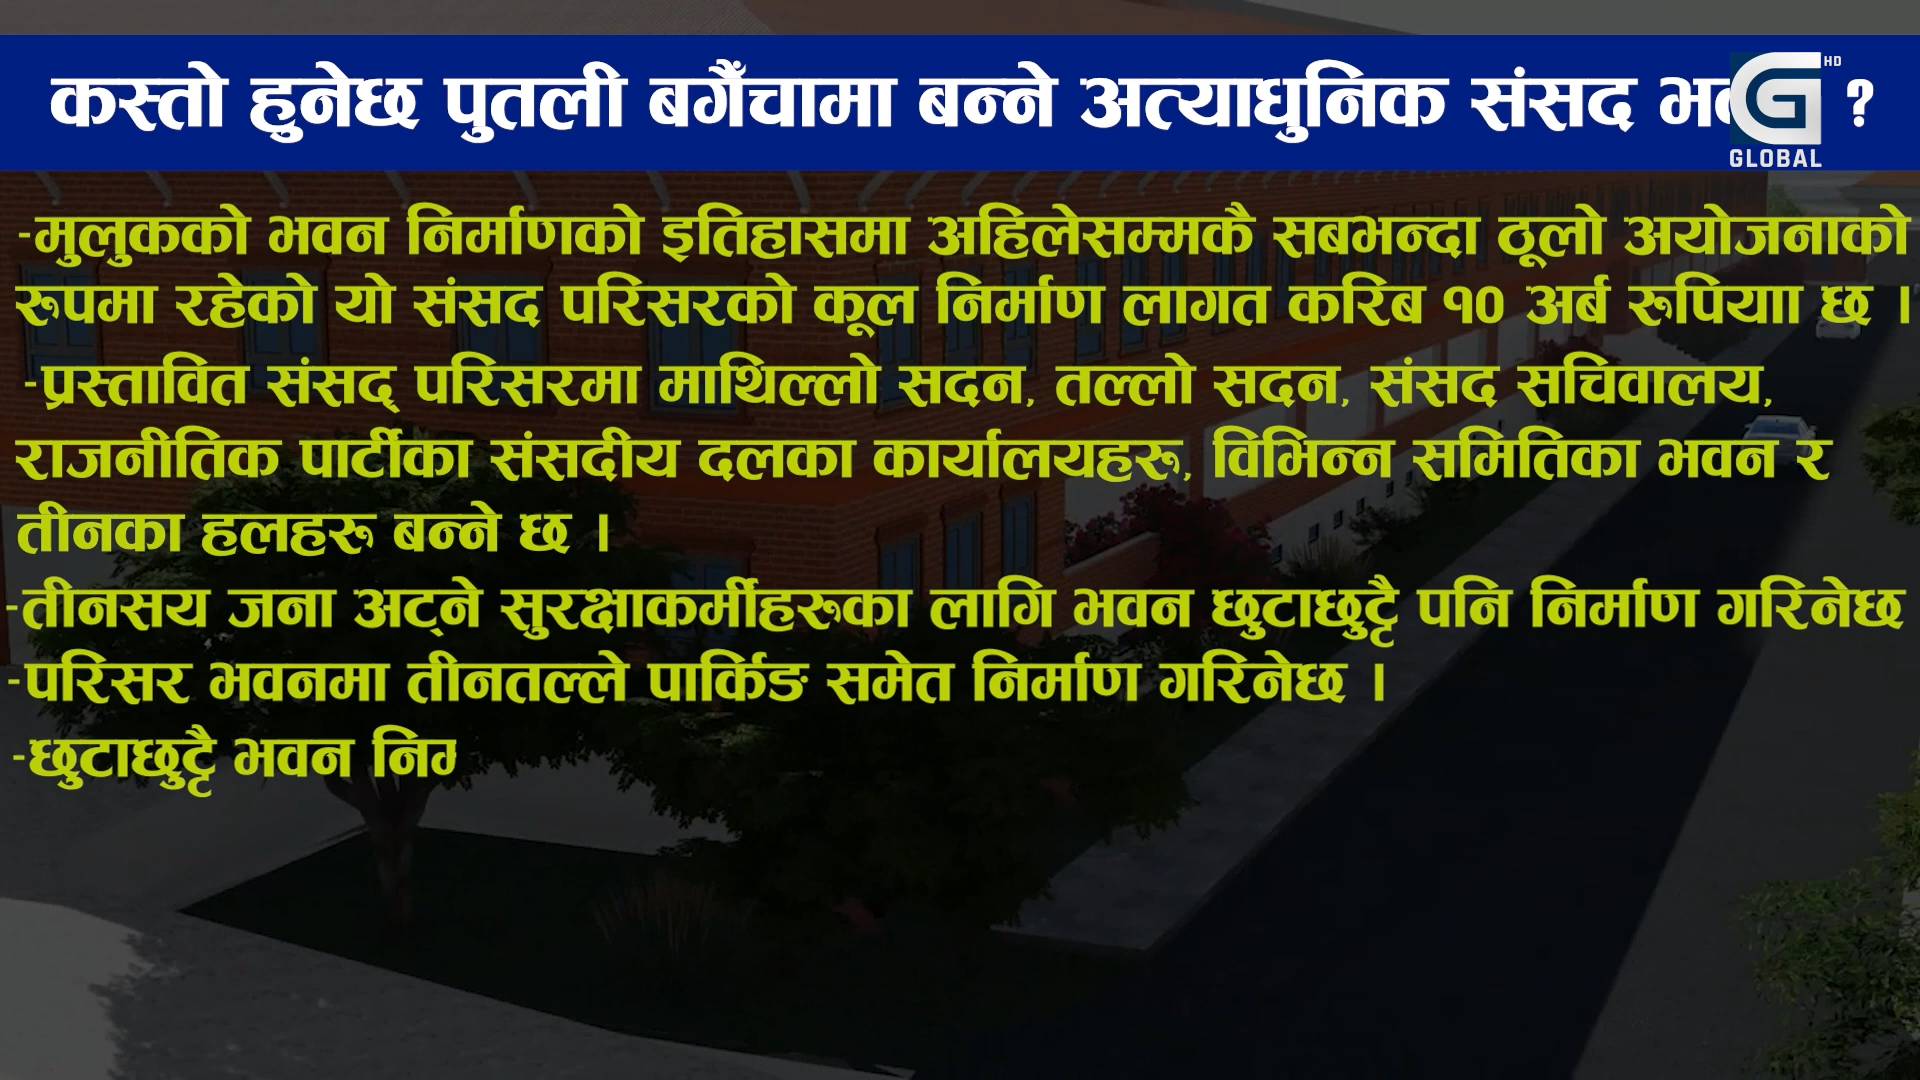 कस्तो हुनेछ पुतली बगैंचामा बन्ने अत्याधुनिक संसद ?
HD
GLOBAL
-मुलुकको भवन निर्माणको इतिहासमा अहिलेसम्मकै सबभन्दा ठूलो अयोजनाको
रुपमा रहेको यो संसद परिसरको कूल निर्माण लागत करिब १० अर्ब रुपियाा छ ।
-प्रस्तावित संसद् परिसरमा माथिल्लो सदन, तल्लो सदन, संसद सचिवालय,
राजनीतिक पार्टीका संसदीय दलका कार्यालयहरु, विभिन्न समितिका भवन र
तीनका हलहरु बन्ने छ ।
-तीनसय जना अट्ने सुरक्षाकर्मीहरुका लागि भवन छुटाछुट्टै पनि निर्माण गरिनेछ
-परिसर भवनमा तीनतल्ले पार्किङ समेत निर्माण गरिनेछ ।
-छुटाछुट्टै भवन